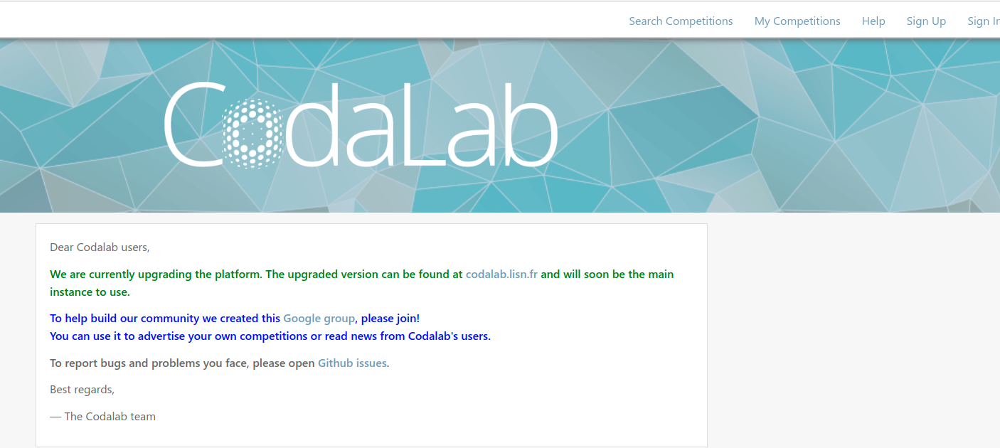 Search Competitions My Competitions Help Sign Up Sign In
CodaLab
Dear Codalab users,
We are currently upgrading the platform. The upgraded version can be found at codalab.lisn.fr and will soon be the main
instance to use.
To help build our community we created this Google group, please join!
You can use it to advertise your own competitions or read news from Codalab's users.
To report bugs and problems you face, please open Github issues.
Best regards,
— The Codalab team